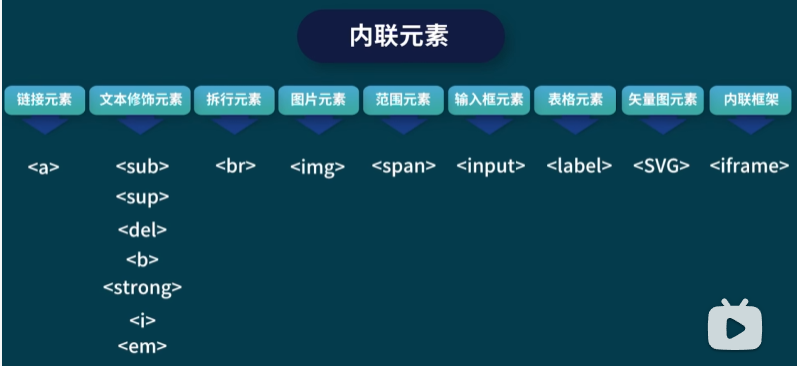 内联元素
链接元素 文本修饰元素 拆行元素 图片元素 范围元素 输入框元素 表格元素 矢量图元素 内联框架
<a> <sub> <br> <img> <span> <input> <label> <SVG> <iframe>
<sup>
<del>
<b>
<strong>
<i>
<em>